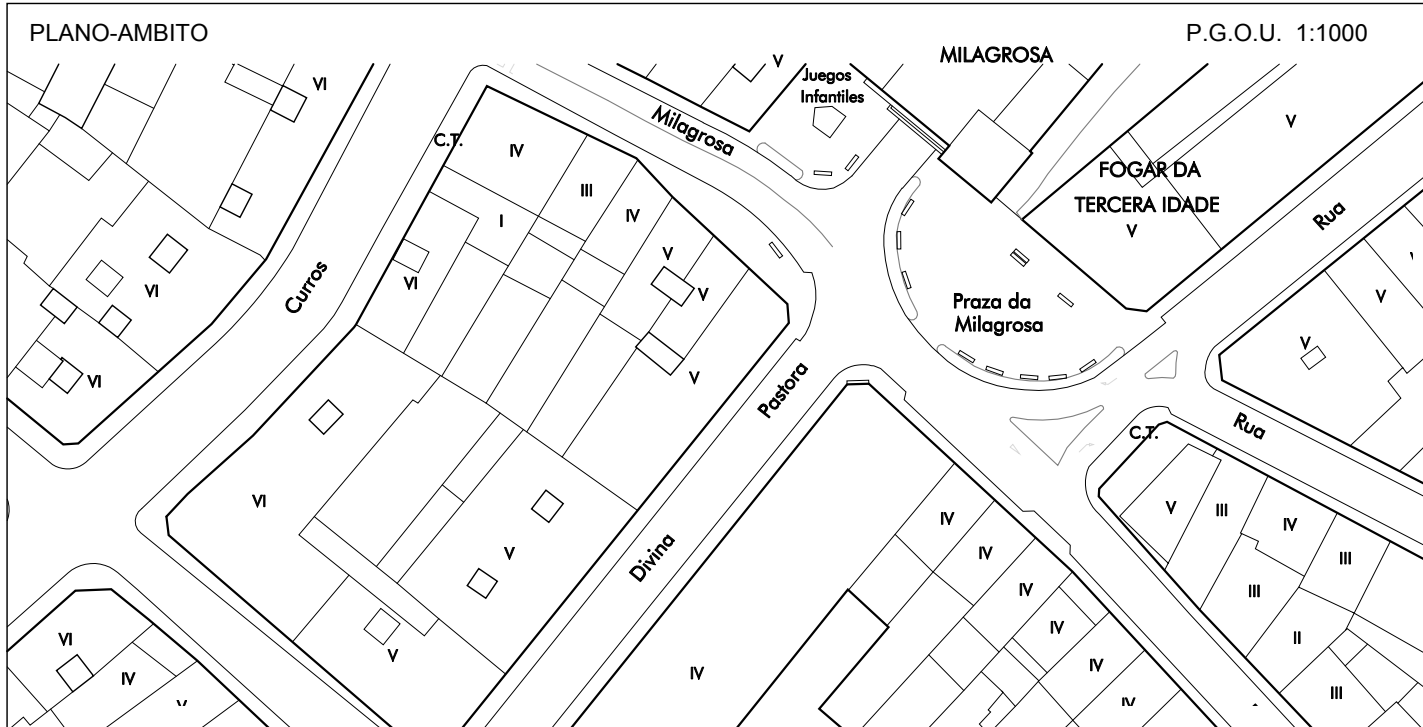 PLANO-AMBITO
P.G.O.U. 1:1000
MILAGROSA
V
Juegos
Infantiles
VI
Milagrosa
V
C.T.
IV
FOGAR DA
III
TERCERA IDADE
IV
I
V
Rua
V
VI
Curros
VI
V
V
Praza da
Milagrosa
V
VI
V
Pastora
Rua
C.T.
VI
V
V
III
IV
IV
V
IV
III
Divina
IV
III
VI
V
IV
II
IV
IV
IV
III
V
IV